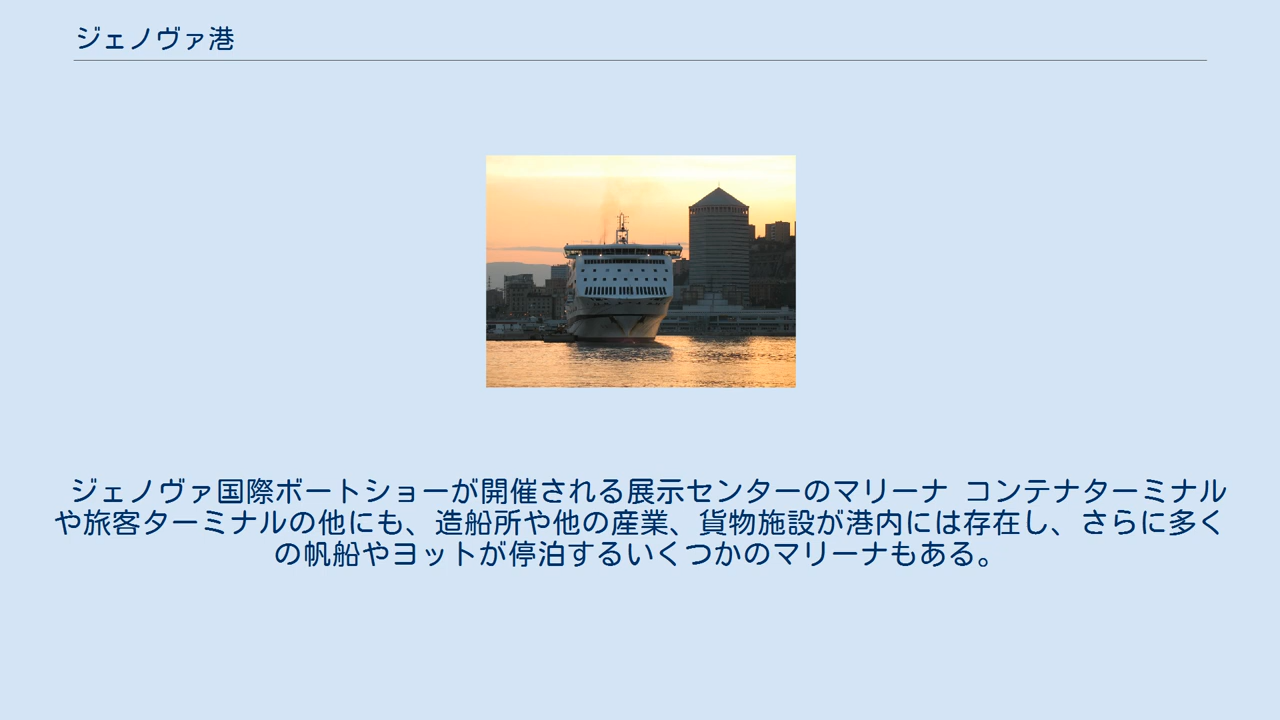 ジェノヴァ港
ジェノヴァ国際ボートショーが開催される展示センターのマリーナ コンテナターミナル
や旅客ターミナルの他にも、造船所や他の産業、貨物施設が港内には存在し、さらに多く
の帆船やヨットが停泊するいくつかのマリーナもある。